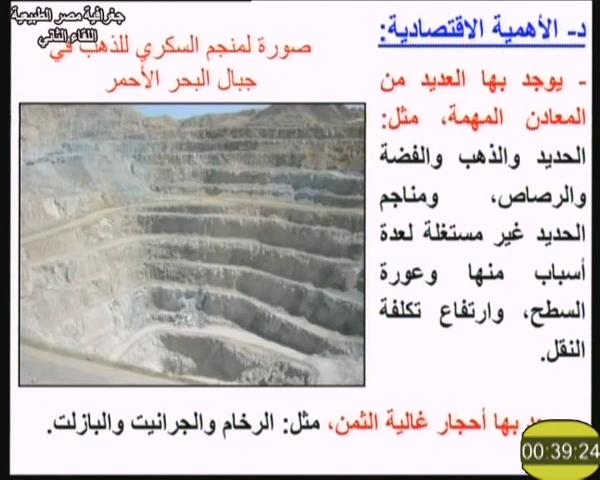 جغرافية مصر الطبيعية
اللقاء الثاني
د- الأهمية الاقتصادية:
- يوجد بها العديد من
المعادن المهمة، مثل:
الحديد والذهب والفضة
والرصاص، ومناجم
الحديد غير مستغلة لعدة
أسباب منها وعورة
السطح، وارتفاع تكلفة
النقل.
صورة لمنجم السكري للذهب في
جبال البحر الأحمر
بها أحجار غالية الثمن، مثل: الرخام والجرانيت والبازلت.
00:39:24